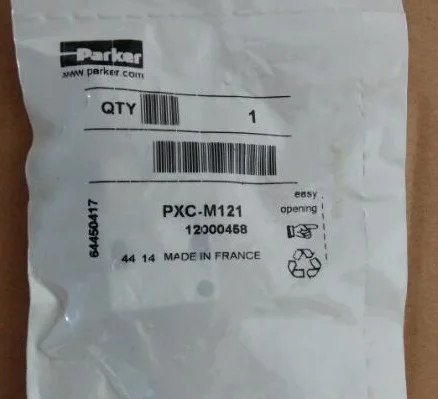 Parker
www.parker.com
QTY 1
64450417
PXC-M121
12000458
easy
opening
44 14 MADE IN FRANCE